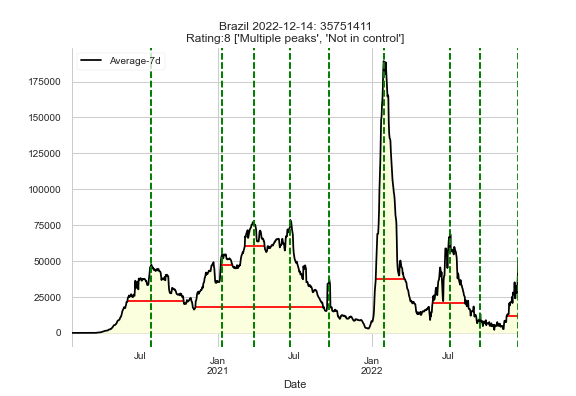 Brazil 2022-12-14: 35751411
Rating:8 ['Multiple peaks', 'Not in control']
Average-7d
175000
150000
125000
100000
75000
50000
25000
0
Jul
Jan
2021
Jul
Jan
2022
Jul
Date